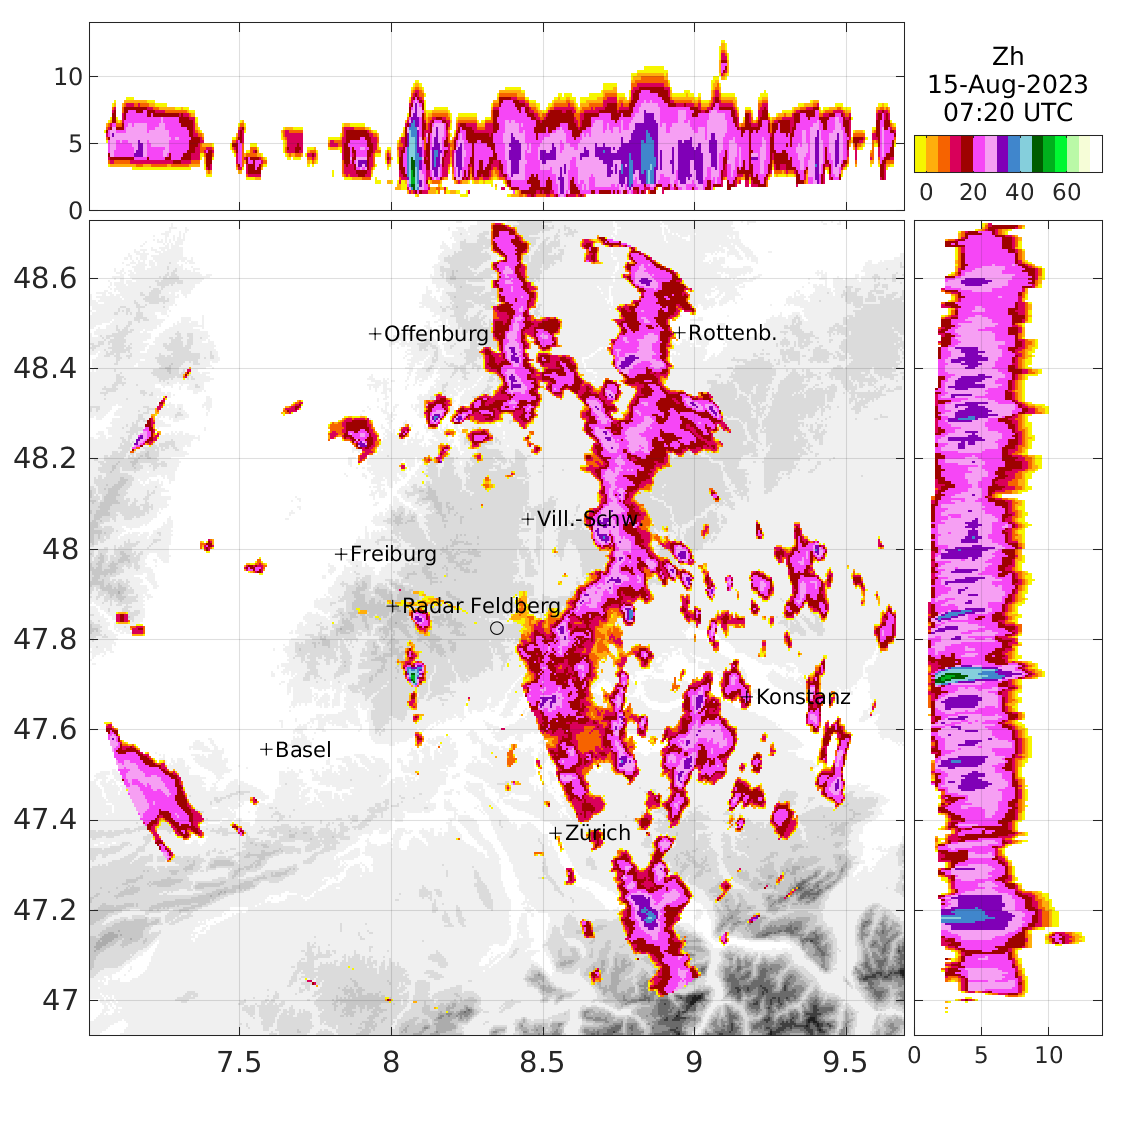 10
5
0
Zh
15-Aug-2023
07:20 UTC
0 20 40 60
48.6
48.4
48.2
48
47.8
47.6
47.4
47.2
47
+Offenburg
+Rottenb.
+Vill.-Schw.
+Freiburg
+Radar Feldberg
+Konstanz
+Basel
+Zürich
7.5 8 8.5 9 9.5
0 5 10